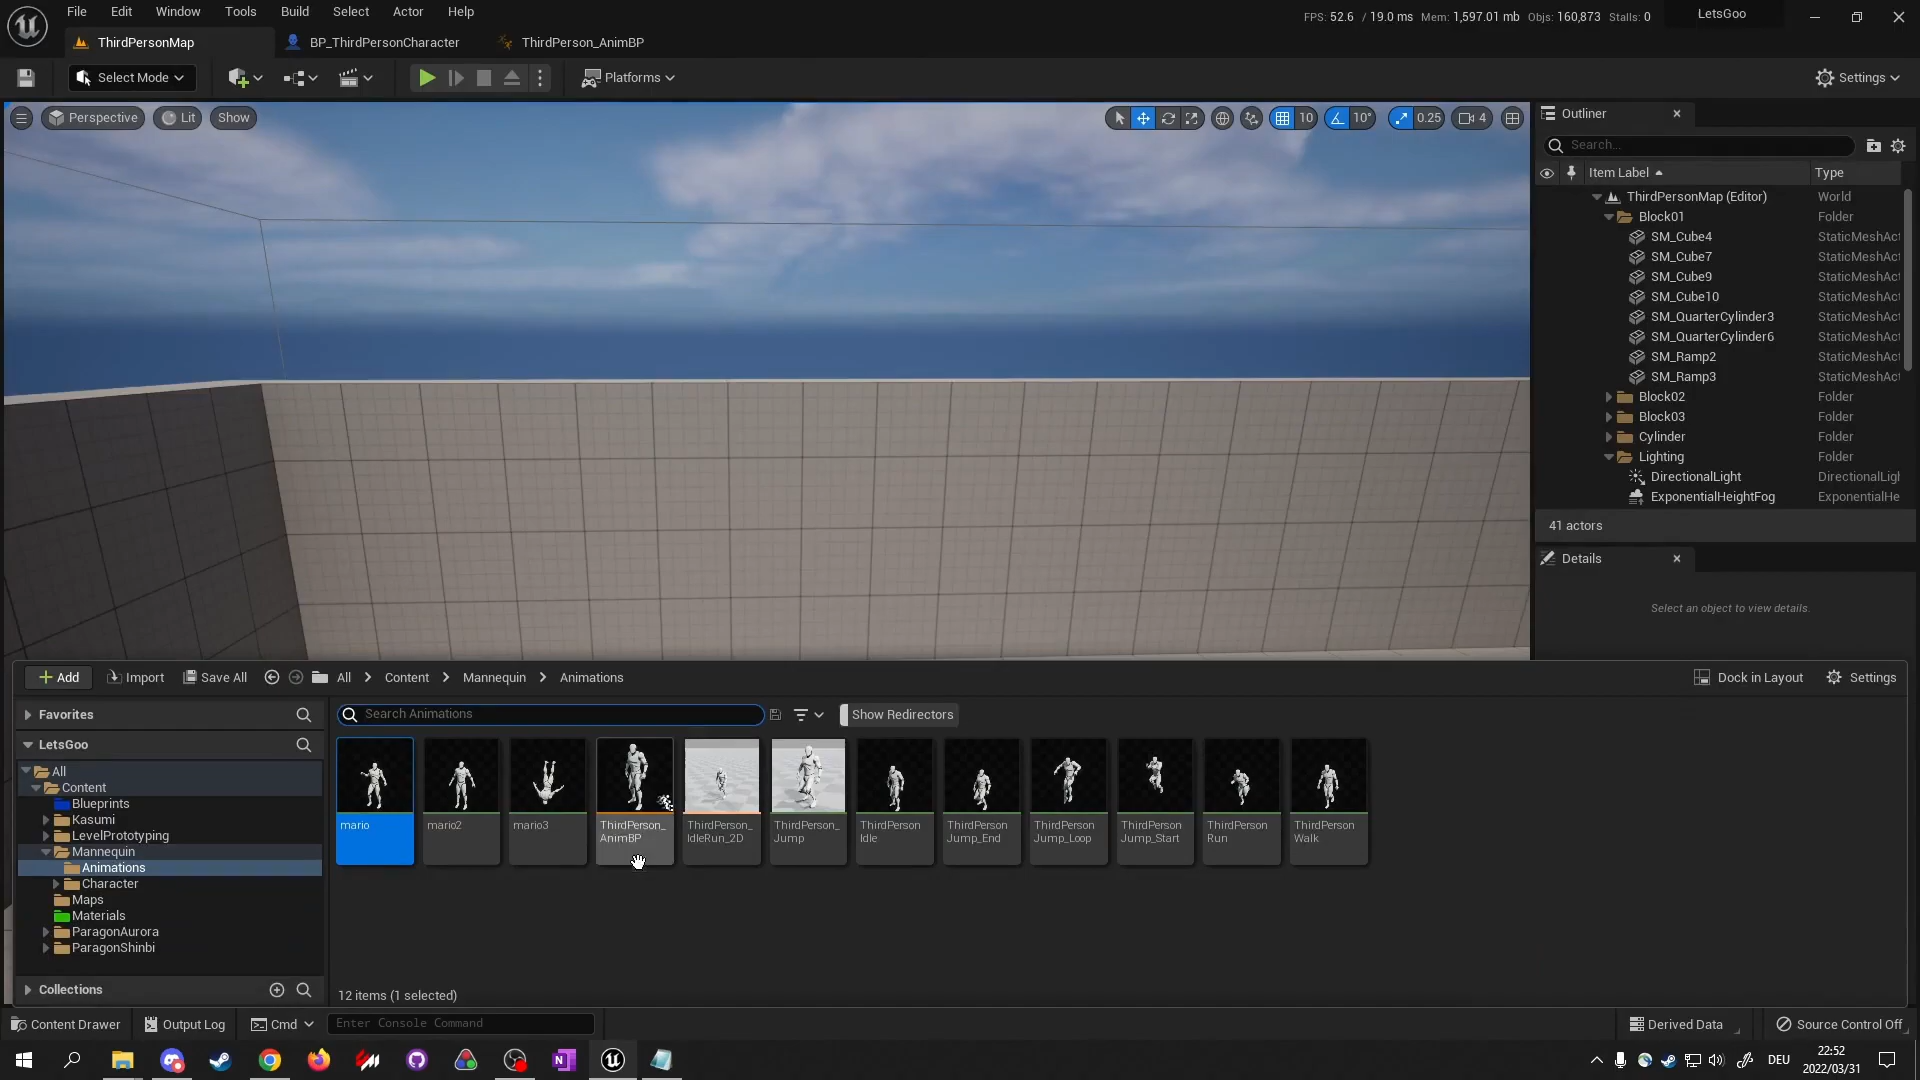 File Edit Window Tools Build Select Actor Help
FPS: 52.6 / 19.0 ms Mem: 1,597.01 mb Objs: 160,873 Stalls: 0
LetsGoo
ThirdPersonMap
BP_ThirdPersonCharacter
ThirdPerson_AnimBP
Select Mode
Platforms
Settings
Perspective
Lit
Show
10
10°
0.25
4
Outliner
Search...
Item Label
Type
ThirdPersonMap (Editor) World
Block01 Folder
SM_Cube4 StaticMeshAct
SM_Cube7 StaticMeshAct
SM_Cube9 StaticMeshAct
SM_Cube10 StaticMeshAct
SM_QuarterCylinder3 StaticMeshAct
SM_QuarterCylinder6 StaticMeshAct
SM_Ramp2 StaticMeshAct
SM_Ramp3 StaticMeshAct
Block02 Folder
Block03 Folder
Cylinder Folder
Lighting Folder
DirectionalLight DirectionalLigh
ExponentialHeightFog ExponentialHe
41 actors
Details
Select an object to view details.
Add
Import
Save All
All
Content
Mannequin
Animations
Dock in Layout
Settings
Favorites
LetsGoo
All
Content
Blueprints
Kasumi
LevelPrototyping
Mannequin
Animations
Character
Maps
Materials
ParagonAurora
ParagonShinbi
Collections
Search Animations
Show Redirectors
mario
mario2
mario3
ThirdPerson_
AnimBP
ThirdPerson_
IdleRun_2D
ThirdPerson_
Jump
ThirdPerson
Idle
ThirdPerson
Jump_End
ThirdPerson
Jump_Loop
ThirdPerson
Jump_Start
ThirdPerson
Run
ThirdPerson
Walk
12 items (1 selected)
Content Drawer
Output Log
Cmd
Enter Console Command
Derived Data
Source Control Off
N
DEU
22:52
2022/03/31